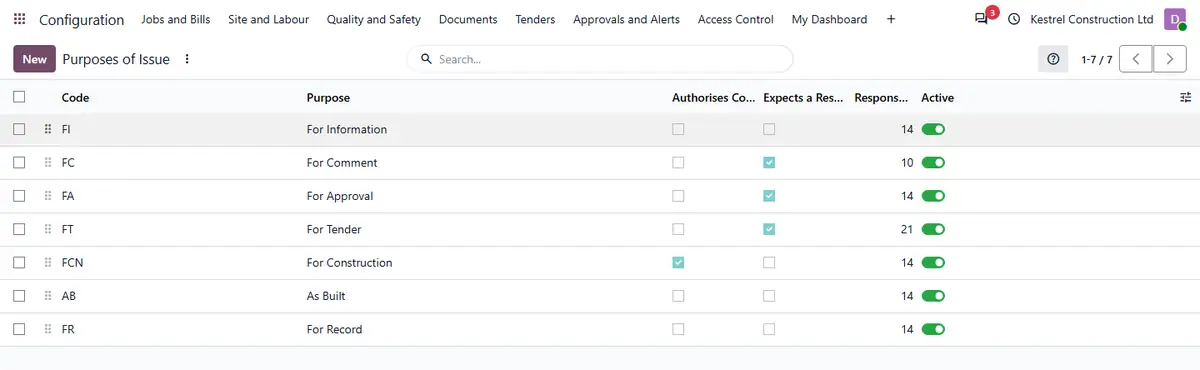 Configuration Jobs and Bills Site and Labour Quality and Safety Documents Tenders Approvals and Alerts Access Control My Dashboard + 3 Kestrel Construction Ltd D
New Purposes of Issue Search... 1-7 / 7
Code Purpose Authorises Co... Expects a Res... Respons... Active
FI For Information 14
FC For Comment 10
FA For Approval 14
FT For Tender 21
FCN For Construction 14
AB As Built 14
FR For Record 14